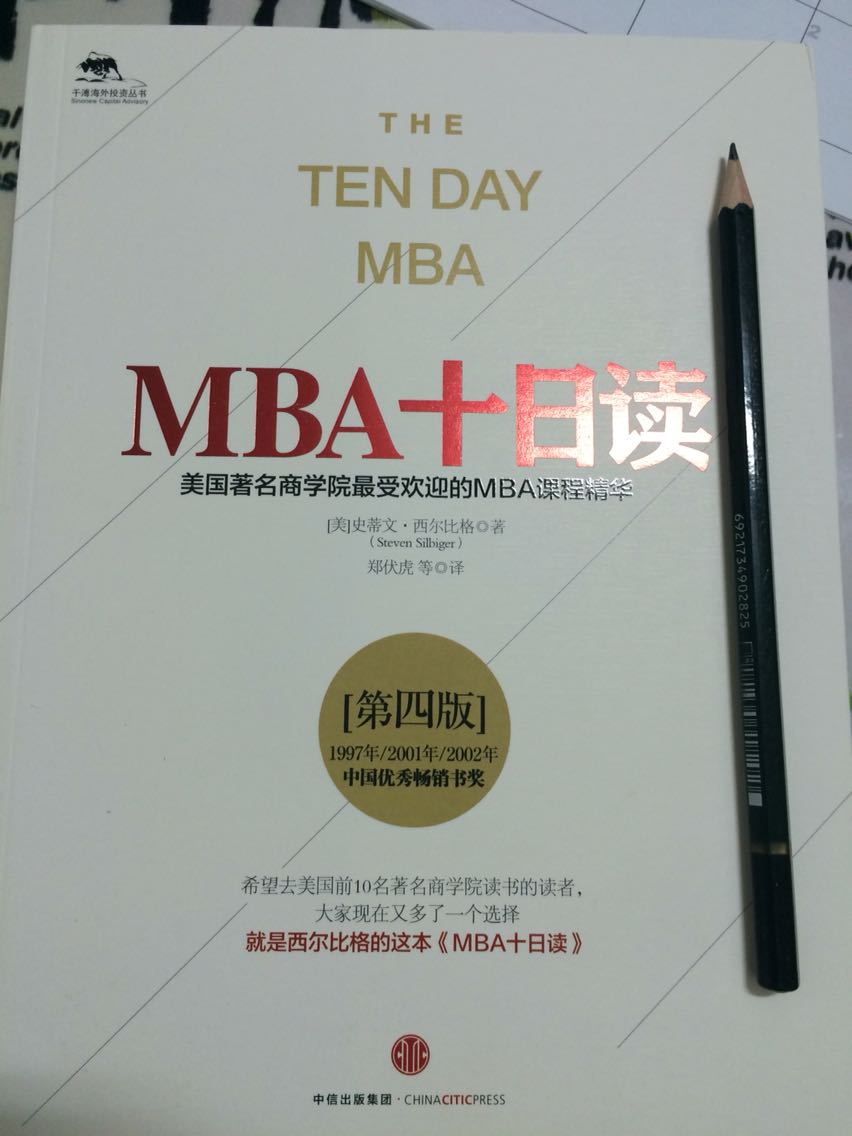 千溥海外投资丛书
Sinonew Capital Advisory
THE
TEN DAY
MBA
MBA十日读
美国著名商学院最受欢迎的MBA课程精华
[美]史蒂文·西尔比格◎著
(Steven Silbiger)
郑伏虎 等◎译
[第四版]
1997年/2001年/2002年
中国优秀畅销书奖
希望去美国前10名著名商学院读书的读者，
大家现在又多了一个选择
就是西尔比格的这本《MBA十日读》
中信出版集团·CHINACITICPRESS
6921734902825
2